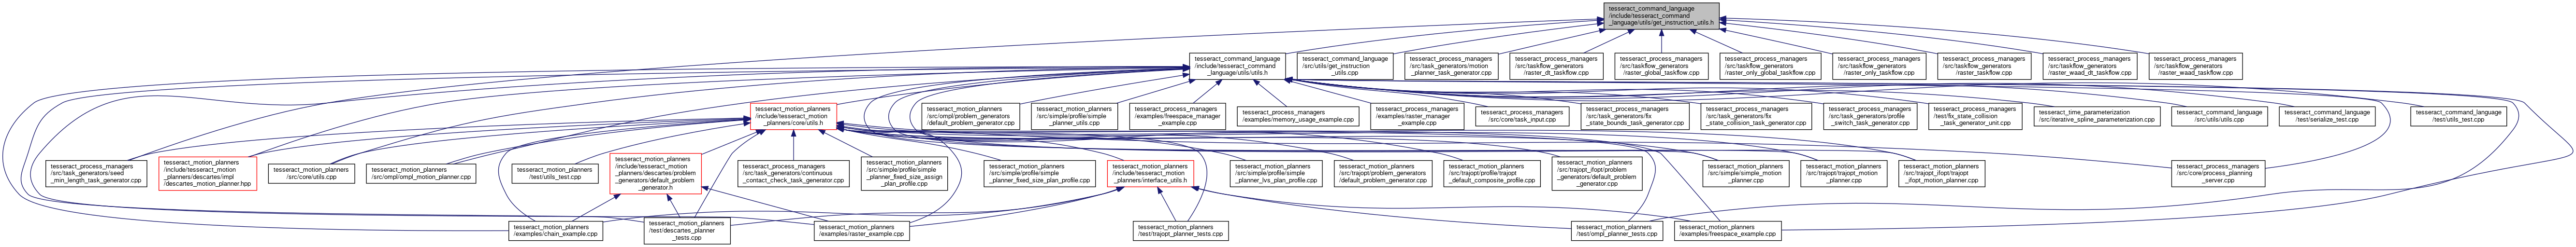 tesseract_command_language
/include/tesseract_command
_language/utils/get_instruction_utils.h
tesseract_command_language
/include/tesseract_command
_language/utils/utils.h
tesseract_command_language
/src/utils/get_instruction
_utils.cpp
tesseract_process_managers
/src/task_generators/motion
_planner_task_generator.cpp
tesseract_process_managers
/src/taskflow_generators
/raster_dt_taskflow.cpp
tesseract_process_managers
/src/taskflow_generators
/raster_global_taskflow.cpp
tesseract_process_managers
/src/taskflow_generators
/raster_only_global_taskflow.cpp
tesseract_process_managers
/src/taskflow_generators
/raster_only_taskflow.cpp
tesseract_process_managers
/src/taskflow_generators
/raster_taskflow.cpp
tesseract_process_managers
/src/taskflow_generators
/raster_waad_dt_taskflow.cpp
tesseract_process_managers
/src/taskflow_generators
/raster_waad_taskflow.cpp
tesseract_motion_planners
/include/tesseract_motion
_planners/core/utils.h
tesseract_motion_planners
/src/ompl/problem_generators
/default_problem_generator.cpp
tesseract_motion_planners
/src/simple/profile/simple
_planner_utils.cpp
tesseract_process_managers
/examples/freespace_manager
_example.cpp
tesseract_process_managers
/examples/memory_usage_example.cpp
tesseract_process_managers
/examples/raster_manager
_example.cpp
tesseract_process_managers
/src/core/task_input.cpp
tesseract_process_managers
/src/task_generators/fix
_state_bounds_task_generator.cpp
tesseract_process_managers
/src/task_generators/fix
_state_collision_task_generator.cpp
tesseract_process_managers
/src/task_generators/profile
_switch_task_generator.cpp
tesseract_process_managers
/test/fix_state_collision
_task_generator_unit.cpp
tesseract_time_parameterization
/src/iterative_spline_parameterization.cpp
tesseract_command_language
/src/utils/utils.cpp
tesseract_command_language
/test/serialize_test.cpp
tesseract_command_language
/test/utils_test.cpp
tesseract_process_managers
/src/task_generators/seed
_min_length_task_generator.cpp
tesseract_motion_planners
/include/tesseract_motion
_planners/descartes/impl
/descartes_motion_planner.hpp
tesseract_motion_planners
/src/core/utils.cpp
tesseract_motion_planners
/src/ompl/ompl_motion_planner.cpp
tesseract_motion_planners
/test/utils_test.cpp
tesseract_motion_planners
/include/tesseract_motion
_planners/descartes/problem
_generators/default_problem
_generator.h
tesseract_process_managers
/src/task_generators/continuous
_contact_check_task_generator.cpp
tesseract_motion_planners
/src/simple/profile/simple
_planner_fixed_size_assign
_plan_profile.cpp
tesseract_motion_planners
/src/simple/profile/simple
_planner_fixed_size_plan_profile.cpp
tesseract_motion_planners
/include/tesseract_motion
_planners/interface_utils.h
tesseract_motion_planners
/src/simple/profile/simple
_planner_lvs_plan_profile.cpp
tesseract_motion_planners
/src/trajopt/problem_generators
/default_problem_generator.cpp
tesseract_motion_planners
/src/trajopt/profile/trajopt
_default_composite_profile.cpp
tesseract_motion_planners
/src/trajopt_ifopt/problem
_generators/default_problem
_generator.cpp
tesseract_motion_planners
/src/simple/simple_motion
_planner.cpp
tesseract_motion_planners
/src/trajopt/trajopt_motion
_planner.cpp
tesseract_motion_planners
/src/trajopt_ifopt/trajopt
_ifopt_motion_planner.cpp
tesseract_process_managers
/src/core/process_planning
_server.cpp
tesseract_motion_planners
/examples/chain_example.cpp
tesseract_motion_planners
/test/descartes_planner
_tests.cpp
tesseract_motion_planners
/examples/raster_example.cpp
tesseract_motion_planners
/test/trajopt_planner_tests.cpp
tesseract_motion_planners
/test/ompl_planner_tests.cpp
tesseract_motion_planners
/examples/freespace_example.cpp